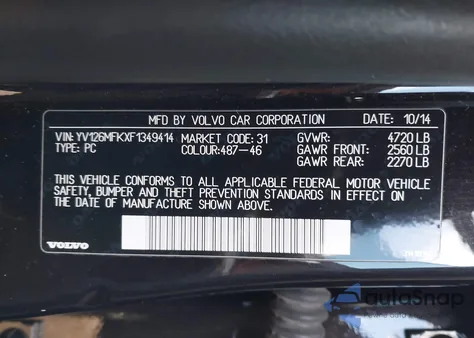 MFD BY VOLVO CAR CORPORATION DATE: 10/14
VIN: YV126MFKXF1349414 MARKET CODE: 31 GVWR: 4720 LB
TYPE: PC COLOUR: 487-46 GAWR FRONT: 2560 LB
GAWR REAR: 2270 LB
THIS VEHICLE CONFORMS TO ALL APPLICABLE FEDERAL MOTOR VEHICLE
SAFETY, BUMPER AND THEFT PREVENTION STANDARDS IN EFFECT ON
THE DATE OF MANUFACTURE SHOWN ABOVE.
VOLVO
autoSnap